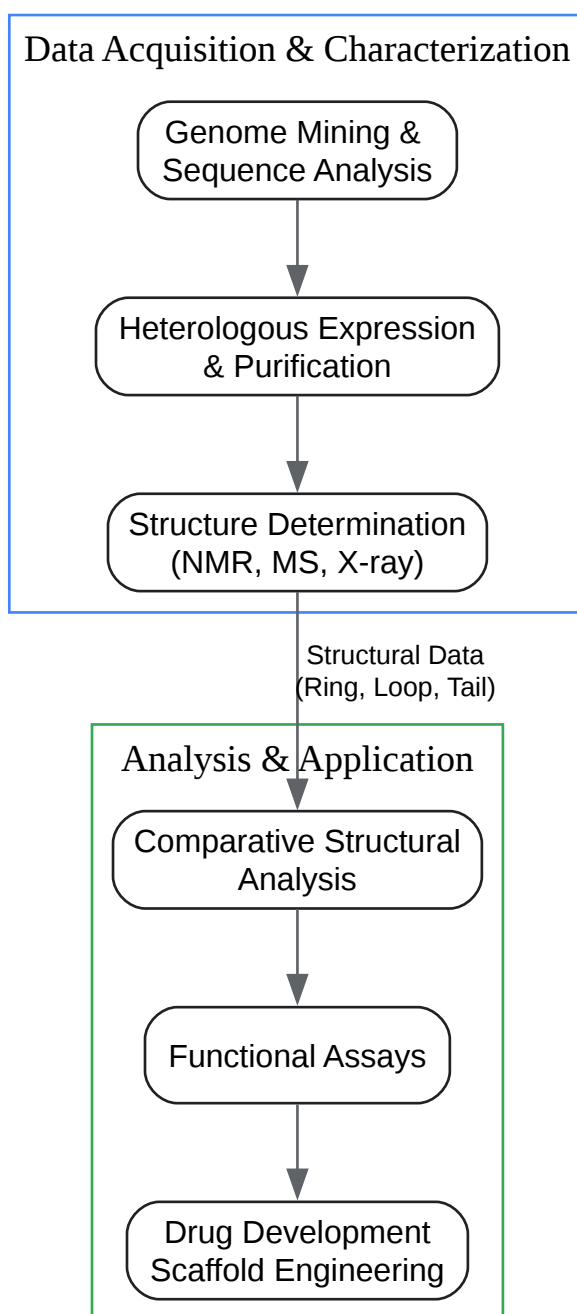 Data Acquisition & Characterization
Genome Mining &
Sequence Analysis
Heterologous Expression
& Purification
Structure Determination
(NMR, MS, X-ray)
Structural Data
(Ring, Loop, Tail)
Analysis & Application
Comparative Structural
Analysis
Functional Assays
Drug Development
Scaffold Engineering